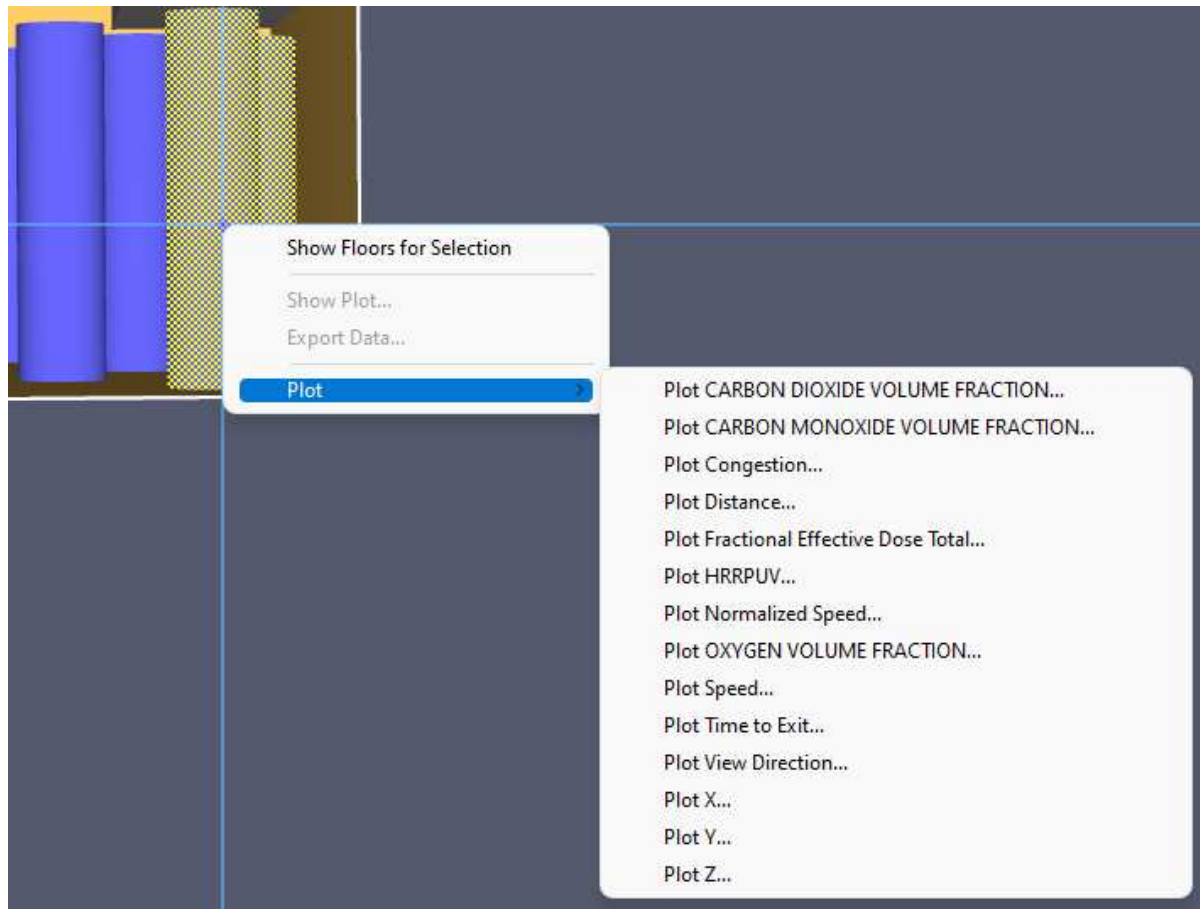 Show Floors for Selection
Show Plot...
Export Data...
Plot
Plot CARBON DIOXIDE VOLUME FRACTION...
Plot CARBON MONOXIDE VOLUME FRACTION...
Plot Congestion...
Plot Distance...
Plot Fractional Effective Dose Total...
Plot HRRPUV...
Plot Normalized Speed...
Plot OXYGEN VOLUME FRACTION...
Plot Speed...
Plot Time to Exit...
Plot View Direction...
Plot X...
Plot Y...
Plot Z...